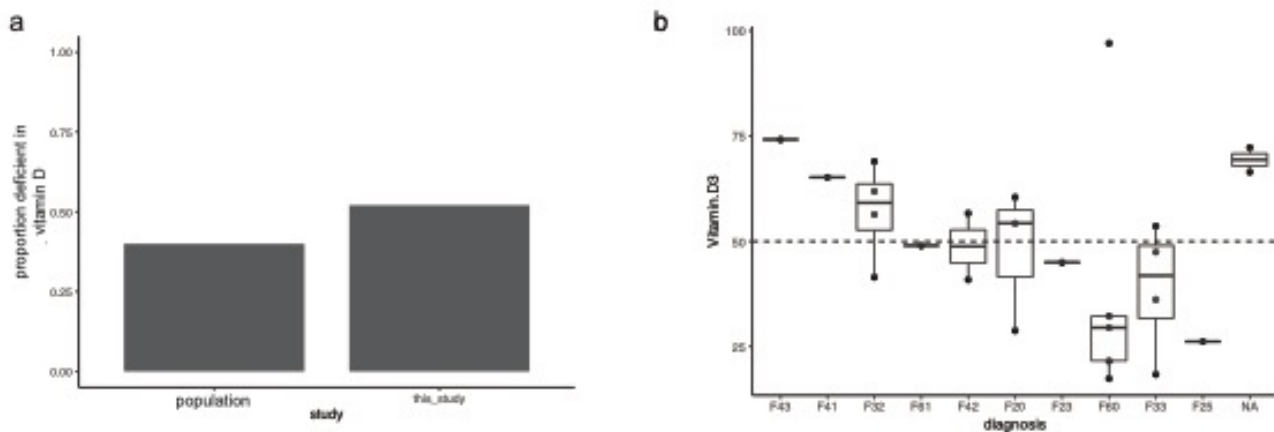 a
1.00
0.75
0.50
0.25
0.00
proportion deficient in
vitamin D
population
this_study
study
b
100
75
50
25
Vitamin.D3
F43 F41 F32 F61 F42 F20 F23 F60 F33 F25 NA
diagnosis